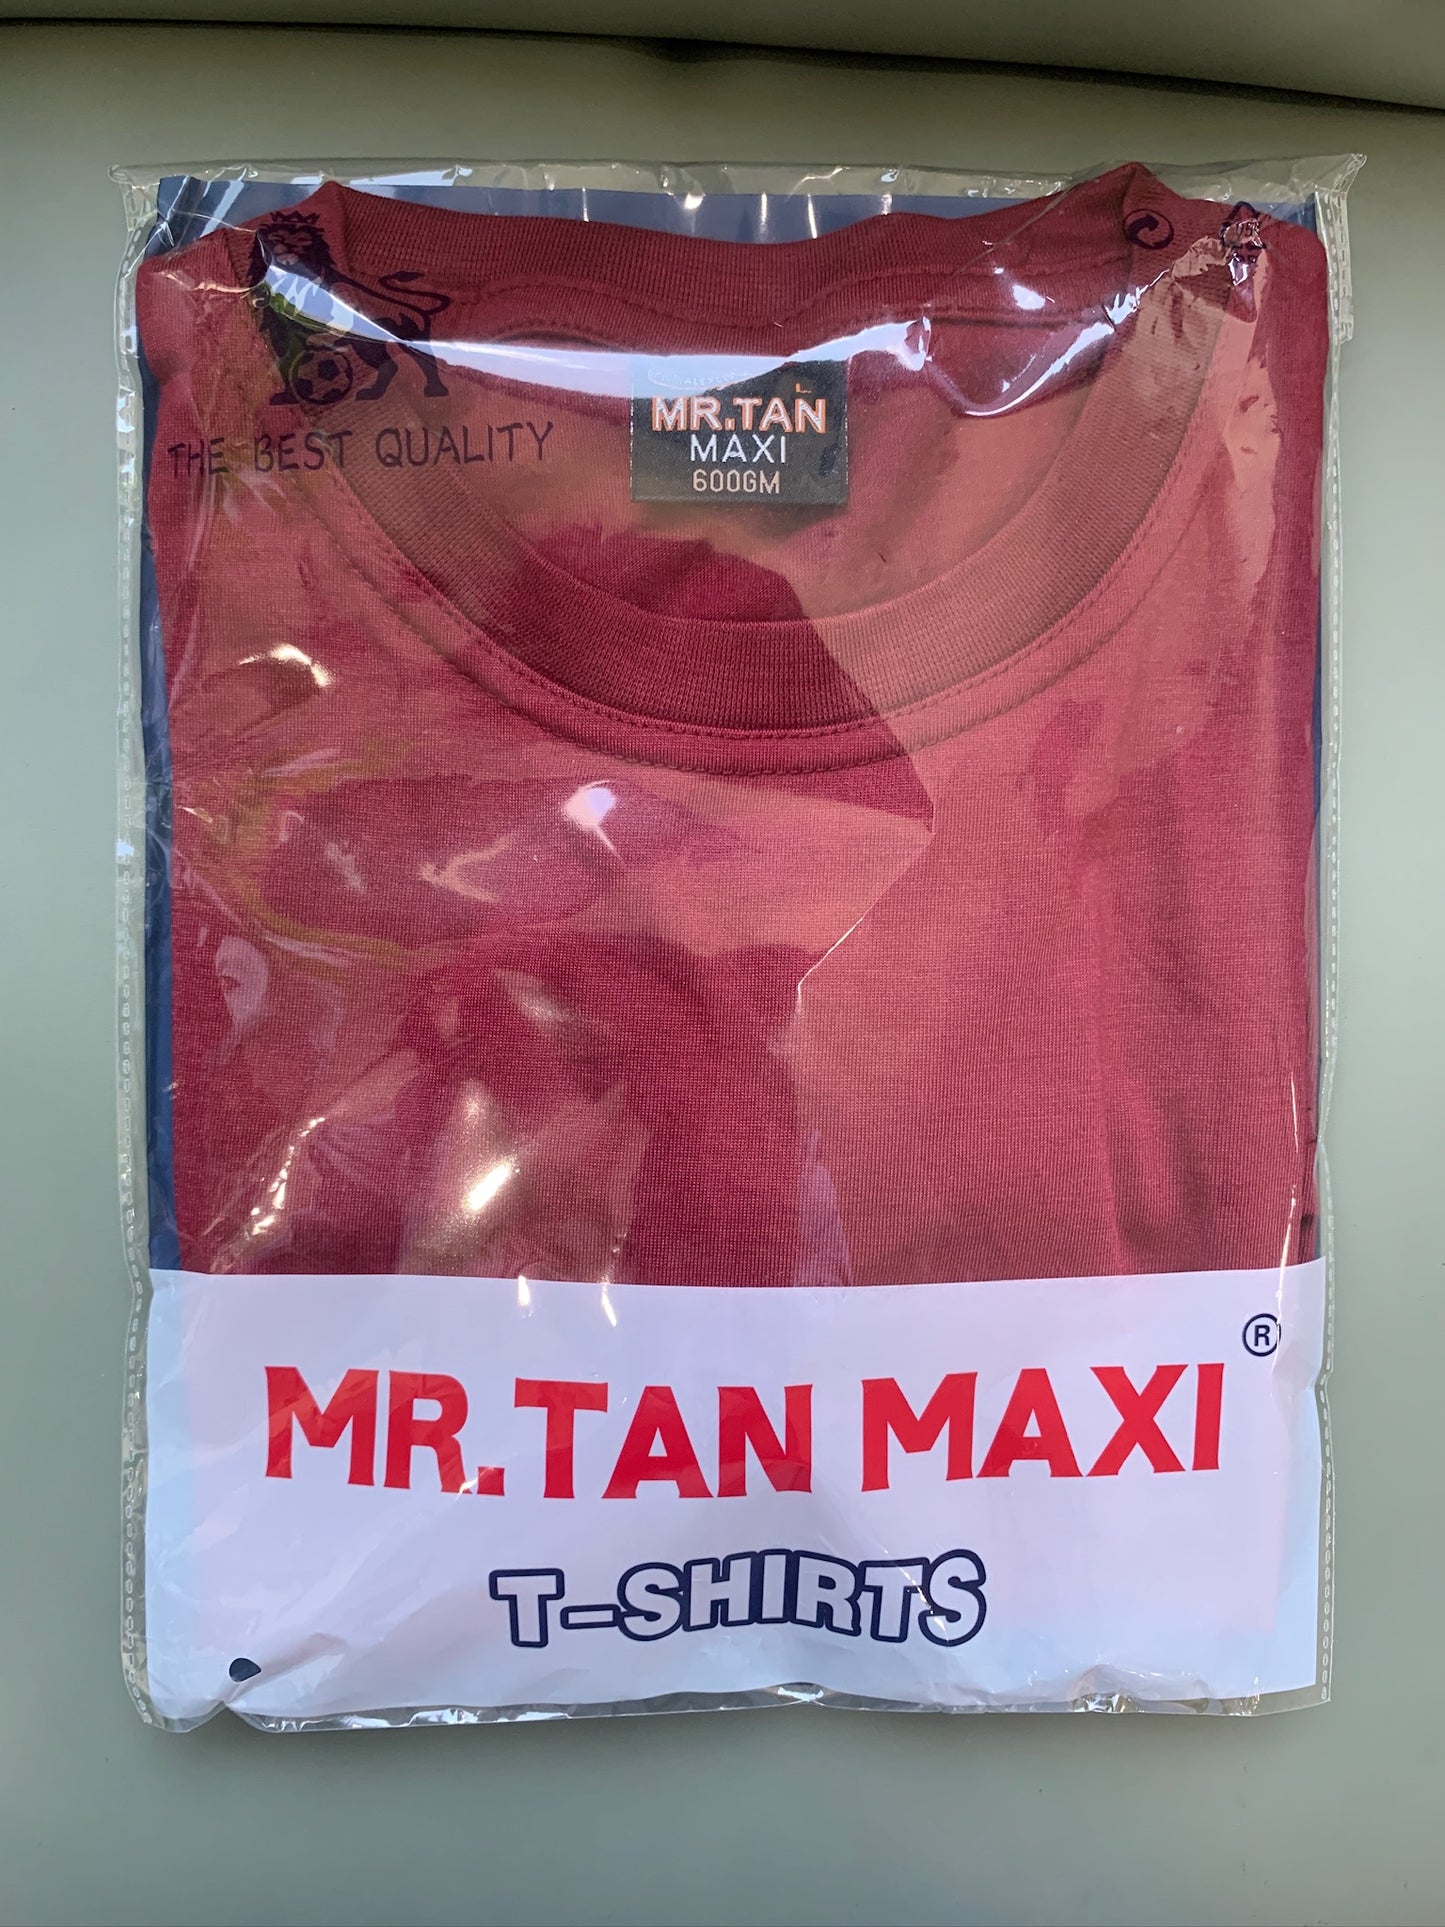 THE BEST QUALITY
MR.TAN
L
MAXI
600GM
MR.TAN MAXI ®
T-SHIRTS